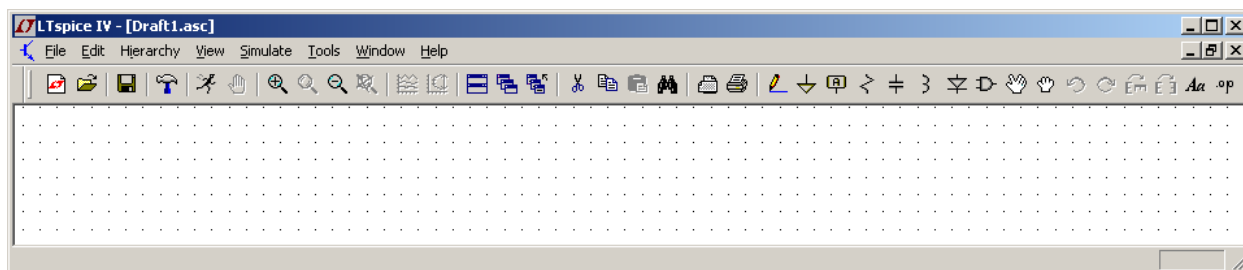 LTspice IV - [Draft1.asc]
File Edit Hierarchy View Simulate Tools Window Help
A Aa .op